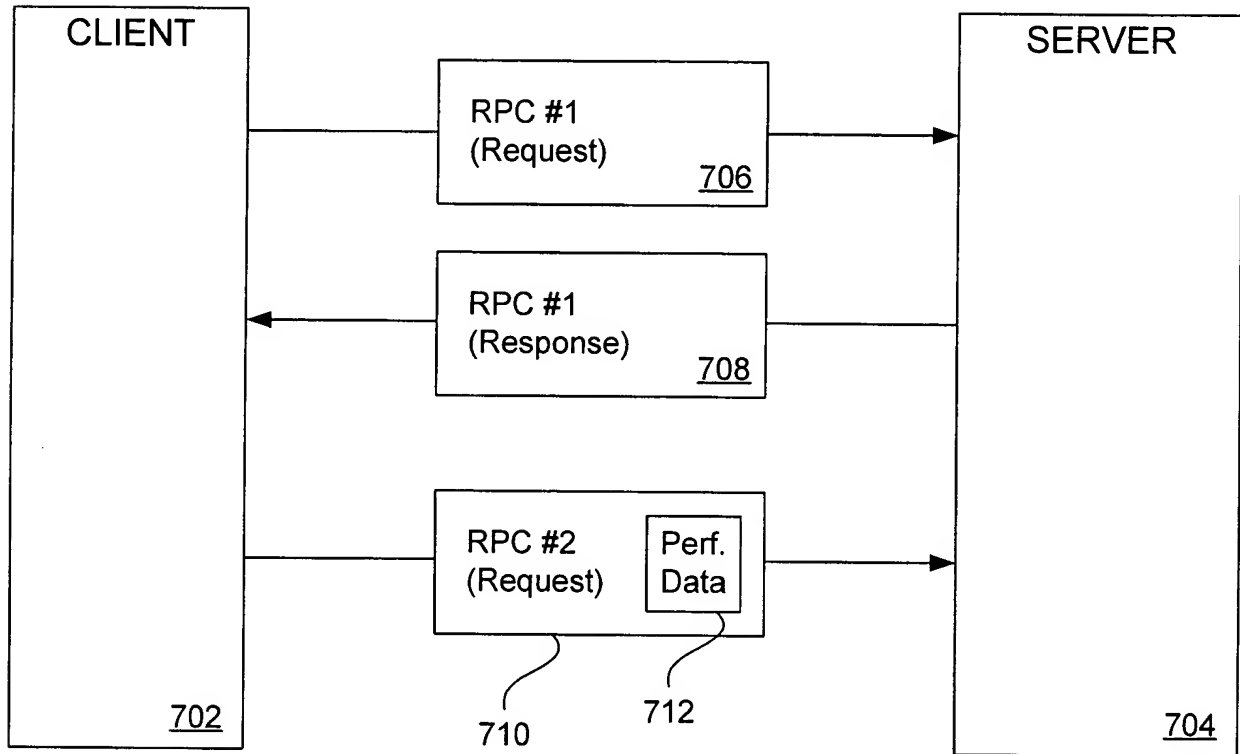 CLIENT
SERVER
RPC #1
(Request)
706
RPC #1
(Response)
708
RPC #2
(Request)
Perf.
Data
702
710
712
704